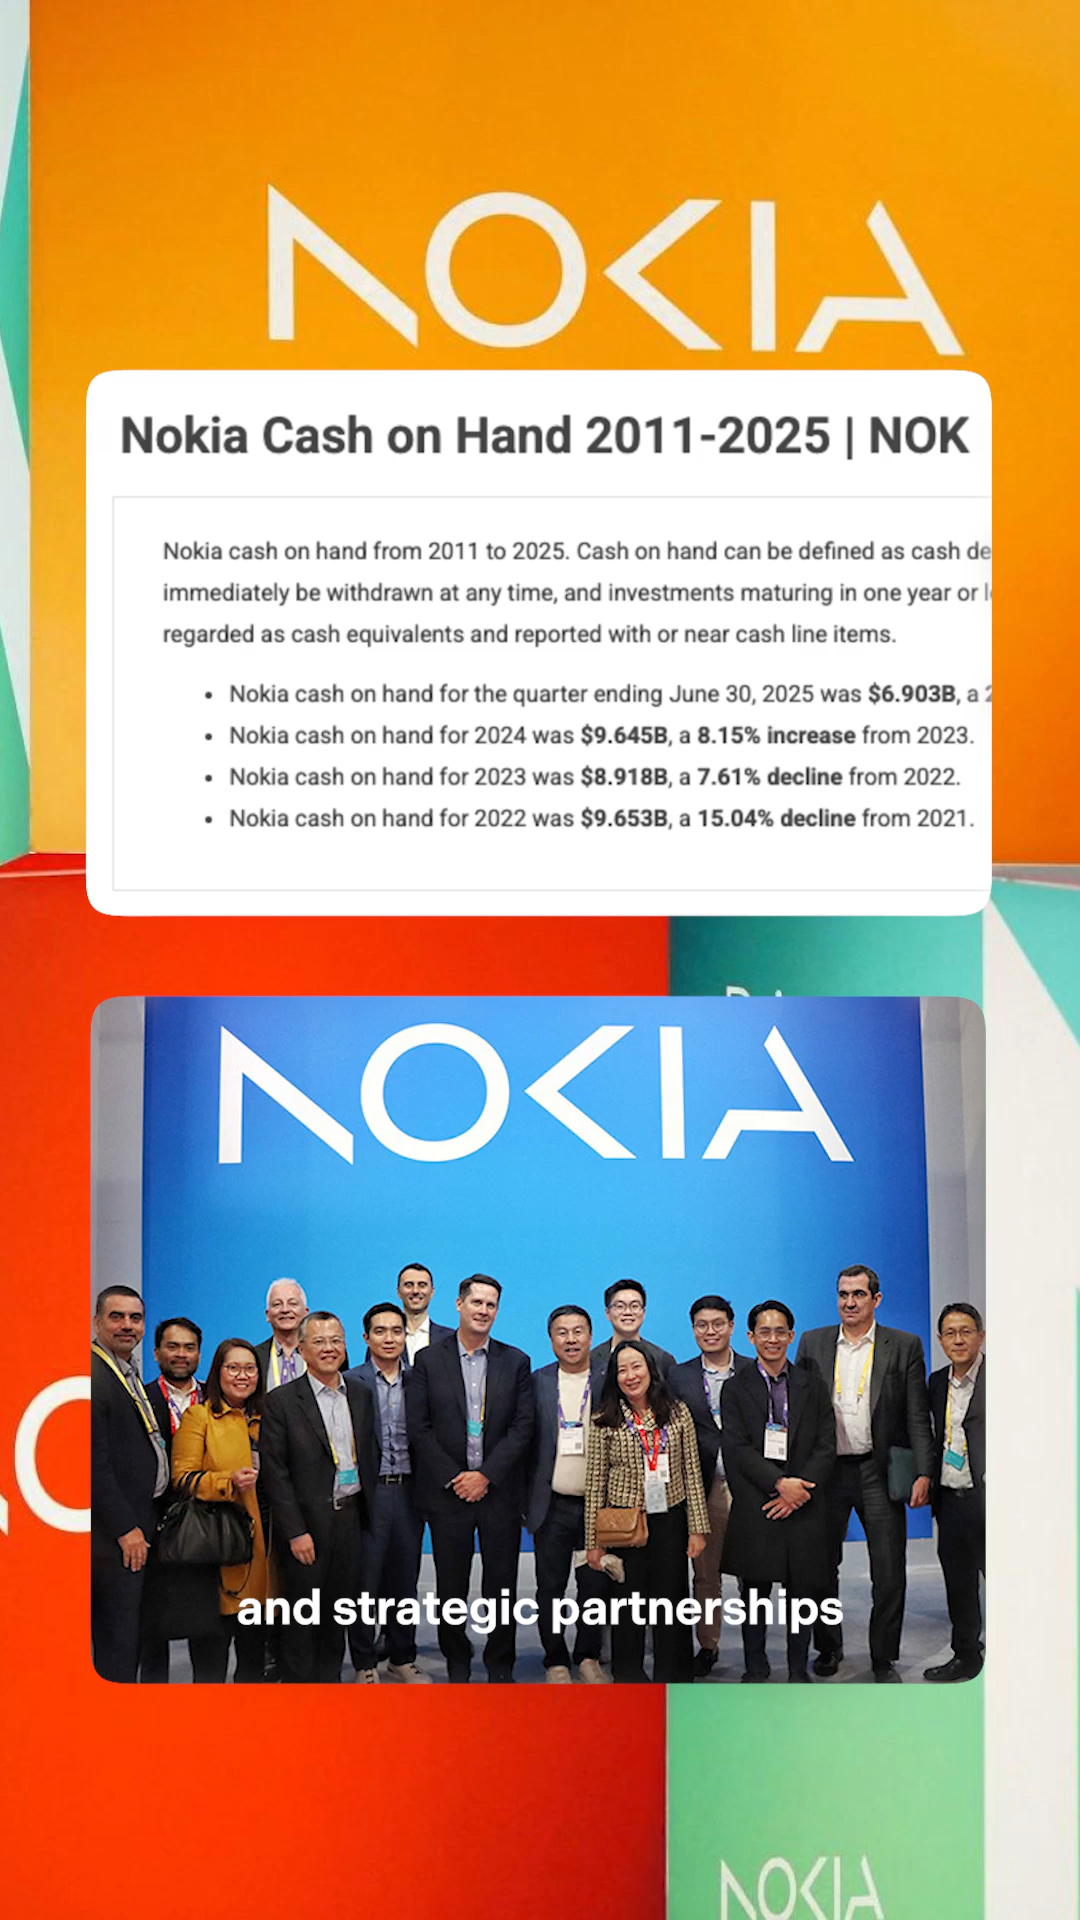 NOKIA
Nokia Cash on Hand 2011-2025 | NOK
Nokia cash on hand from 2011 to 2025. Cash on hand can be defined as cash de
immediately be withdrawn at any time, and investments maturing in one year or
regarded as cash equivalents and reported with or near cash line items.
• Nokia cash on hand for the quarter ending June 30, 2025 was $6.903B, a
• Nokia cash on hand for 2024 was $9.645B, a 8.15% increase from 2023.
• Nokia cash on hand for 2023 was $8.918B, a 7.61% decline from 2022.
• Nokia cash on hand for 2022 was $9.653B, a 15.04% decline from 2021.
NOKIA
and strategic partnerships
NOKIA